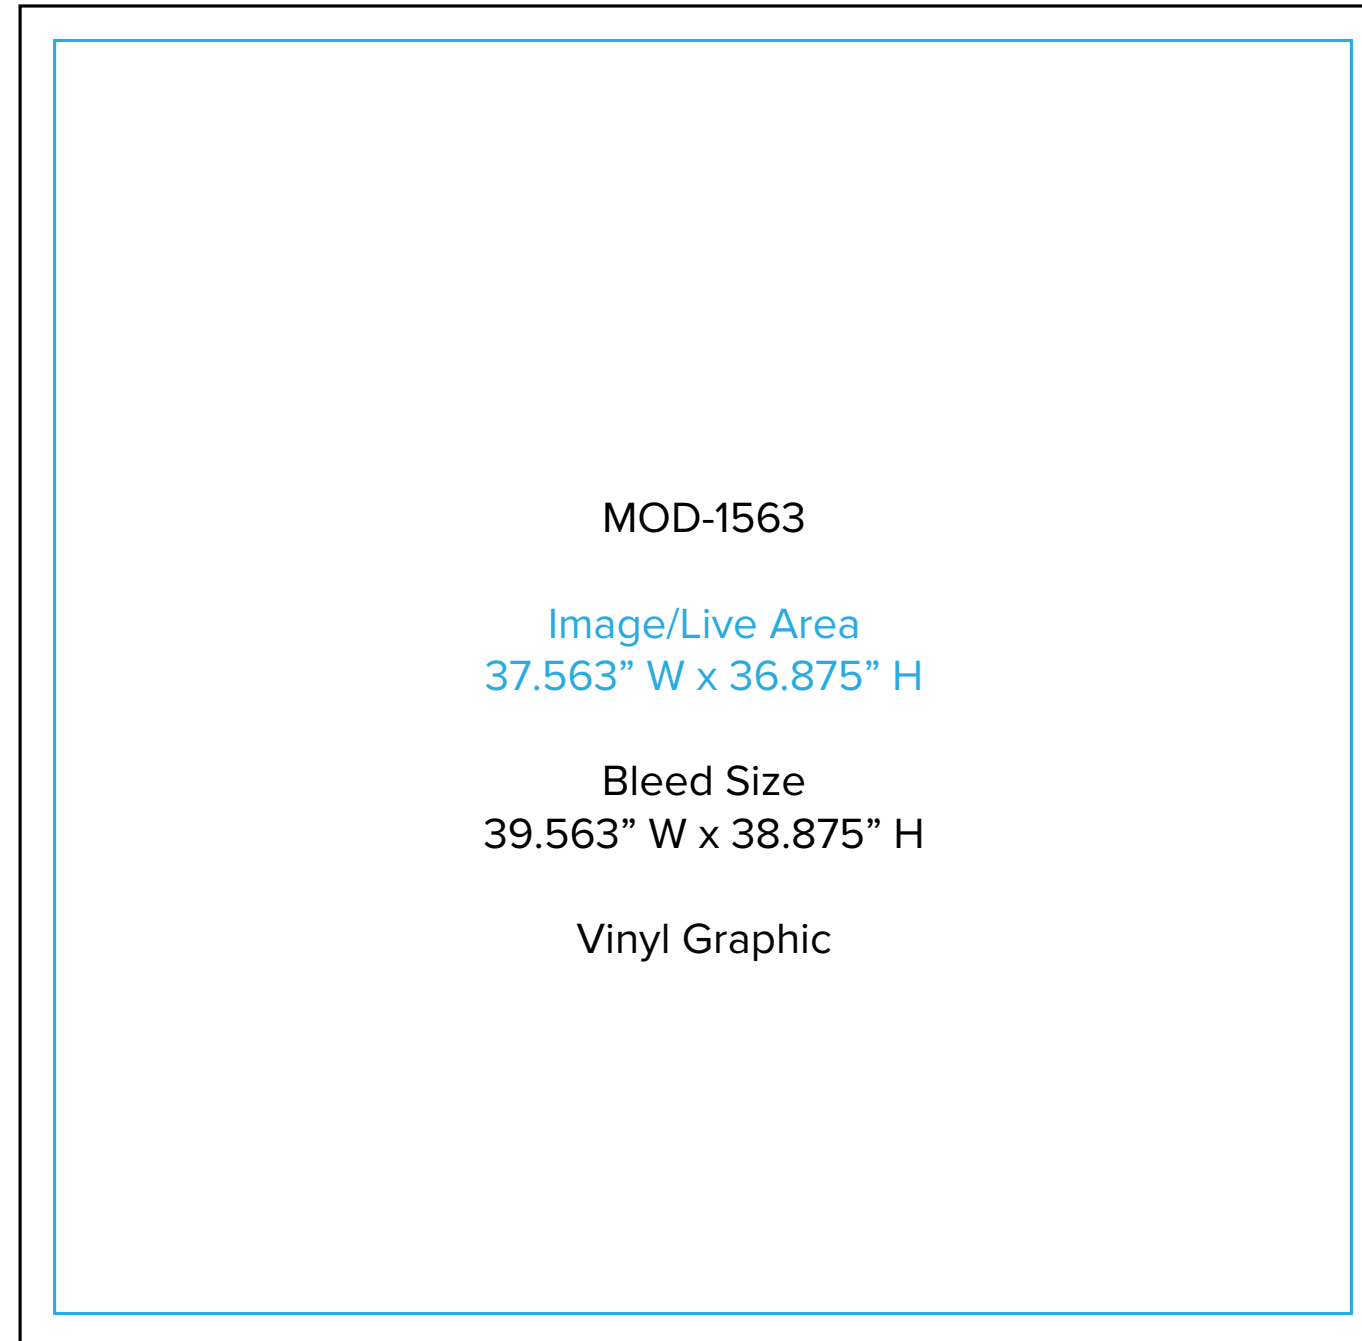 MOD-1563
Image/Live Area
37.563” W x 36.875” H
Bleed Size
39.563” W x 38.875” H
Vinyl Graphic